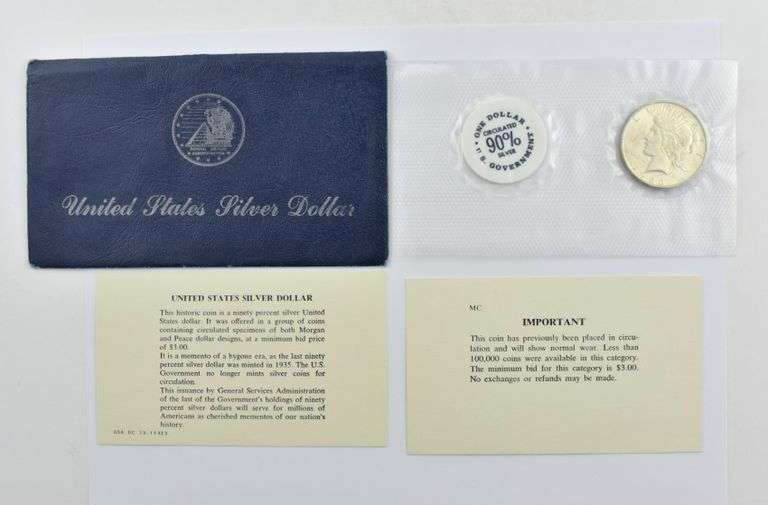 United States Silver Dollar
ONE DOLLAR
CIRCULATED
90%
SILVER
U.S. GOVERNMENT
UNITED STATES SILVER DOLLAR
This historic coin is a ninety percent silver United
States dollar. It was offered in a group of coins
containing circulated specimens of both Morgan
and Peace dollar designs, at a minimum bid price
of $3.00.
It is a memento of a bygone era, as the last ninety
percent silver dollar was minted in 1935. The U.S.
Government no longer mints silver coins for
circulation.
This issuance by General Services Administration
of the last of the Government's holdings of ninety
percent silver dollars will serve for millions of
Americans as cherished mementos of our nation's
history.
GSA DC
MC
IMPORTANT
This coin has previously been placed in circu-
lation and will show normal wear. Less than
100,000 coins were available in this category.
The minimum bid for this category is $3.00.
No exchanges or refunds may be made.